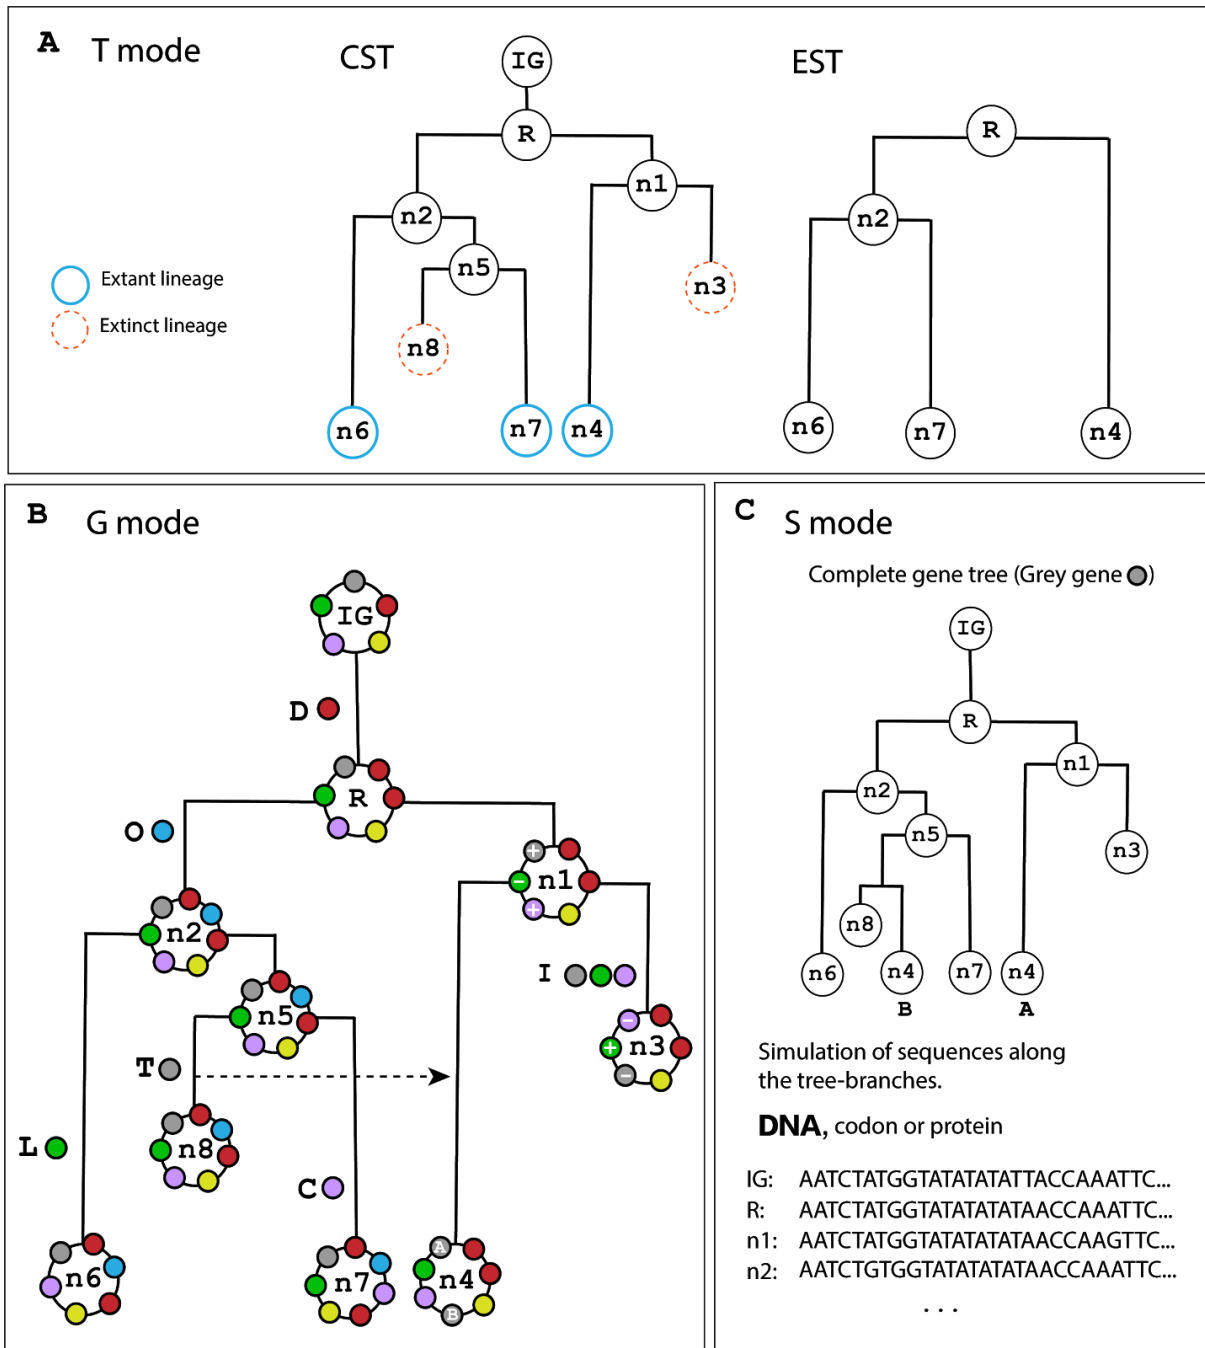 A T mode
CST
EST
IG
R
R
n1
n2
n2
n5
n3
n8
Extant lineage
Extinct lineage
n6
n7
n4
n6
n7
n4
B G mode
IG
D
R
O
+
- n1
+
n2
I
n5
-
+ n3
-
T
n8
L
C
n6
n7
A
n4
B
C S mode
Complete gene tree (Grey gene )
IG
R
n1
n2
n5
n3
n8
n6
n4
n7
n4
B
A
Simulation of sequences along
the tree-branches.
DNA, codon or protein
IG: AATCTATGGTATATATATTACCAAATTC...
R: AATCTATGGTATATATATAACCAAATTC...
n1: AATCTATGGTATATATATAACCAAGTTC...
n2: AATCTGTGGTATATATATAACCAAATTC...
...